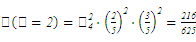 □(□ = 2) = □₄² · (2/5)² · (3/5)² = 216/625